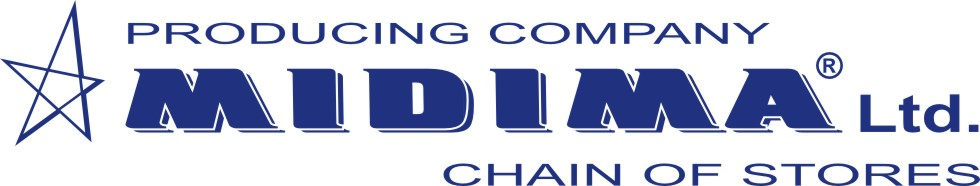 PRODUCING COMPANY
MIDIMA® Ltd.
CHAIN OF STORES